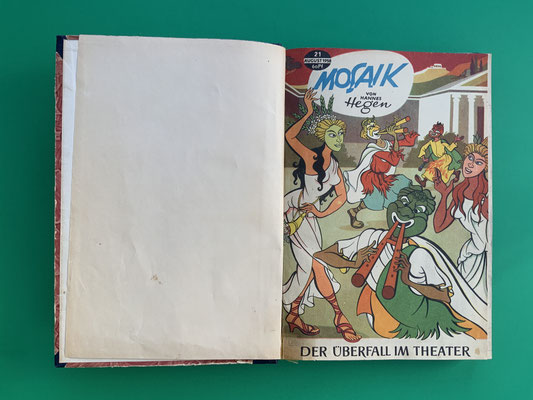 21
AUGUST 1958
60 Pf
MOSAIK
VON
HANNES
Hegen
DER ÜBERFALL IM THEATER